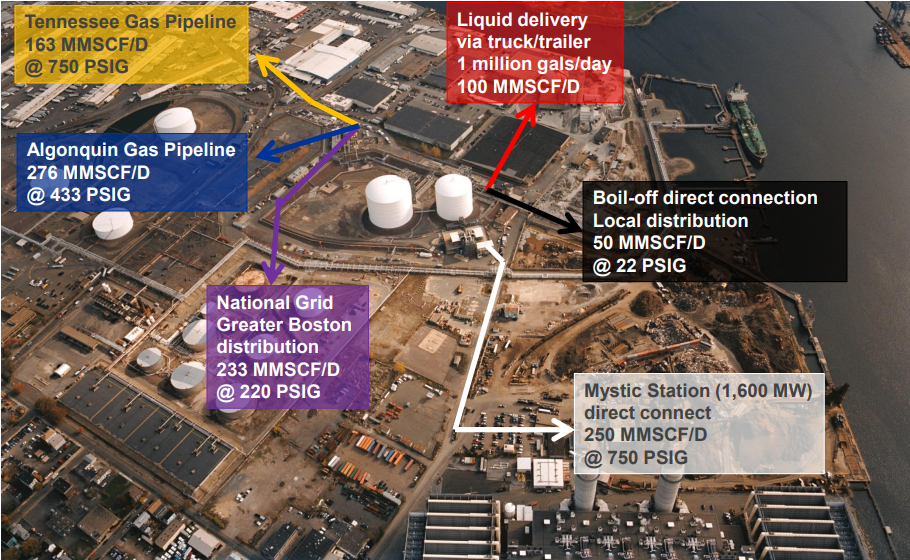 Tennessee Gas Pipeline
163 MMSCF/D
@ 750 PSIG
Liquid delivery
via truck/trailer
1 million gals/day
100 MMSCF/D
Algonquin Gas Pipeline
276 MMSCF/D
@ 433 PSIG
Boil-off direct connection
Local distribution
50 MMSCF/D
@ 22 PSIG
National Grid
Greater Boston
distribution
233 MMSCF/D
@ 220 PSIG
Mystic Station (1,600 MW)
direct connect
250 MMSCF/D
@ 750 PSIG